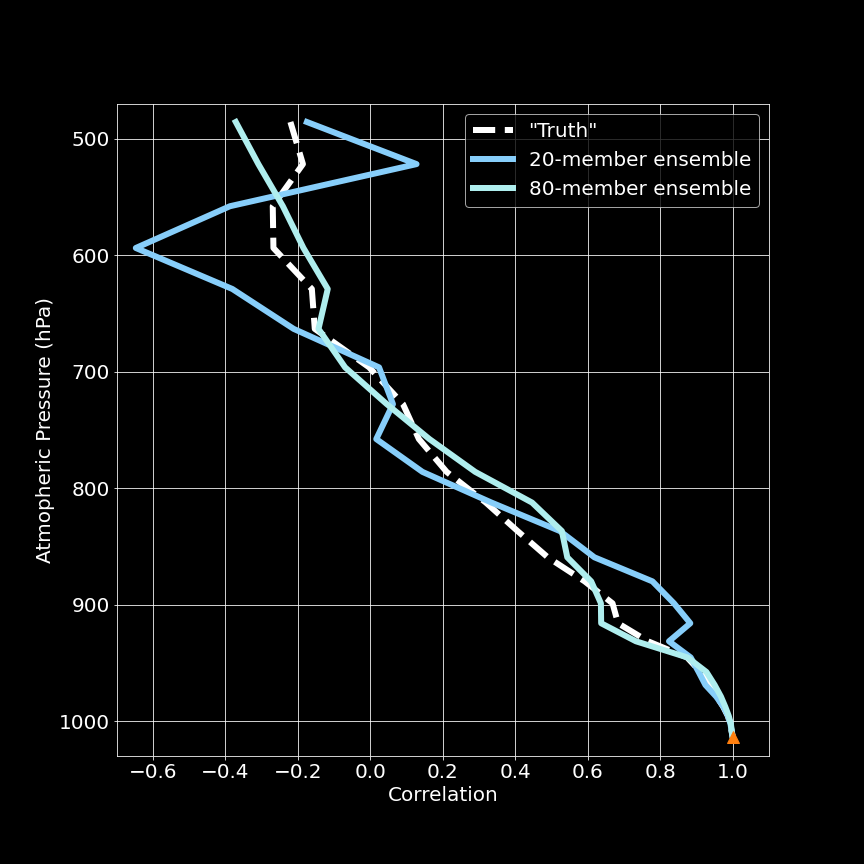 "Truth"
20-member ensemble
80-member ensemble
500
600
700
800
900
1000
Atmopheric Pressure (hPa)
−0.6 −0.4 −0.2 0.0 0.2 0.4 0.6 0.8 1.0
Correlation